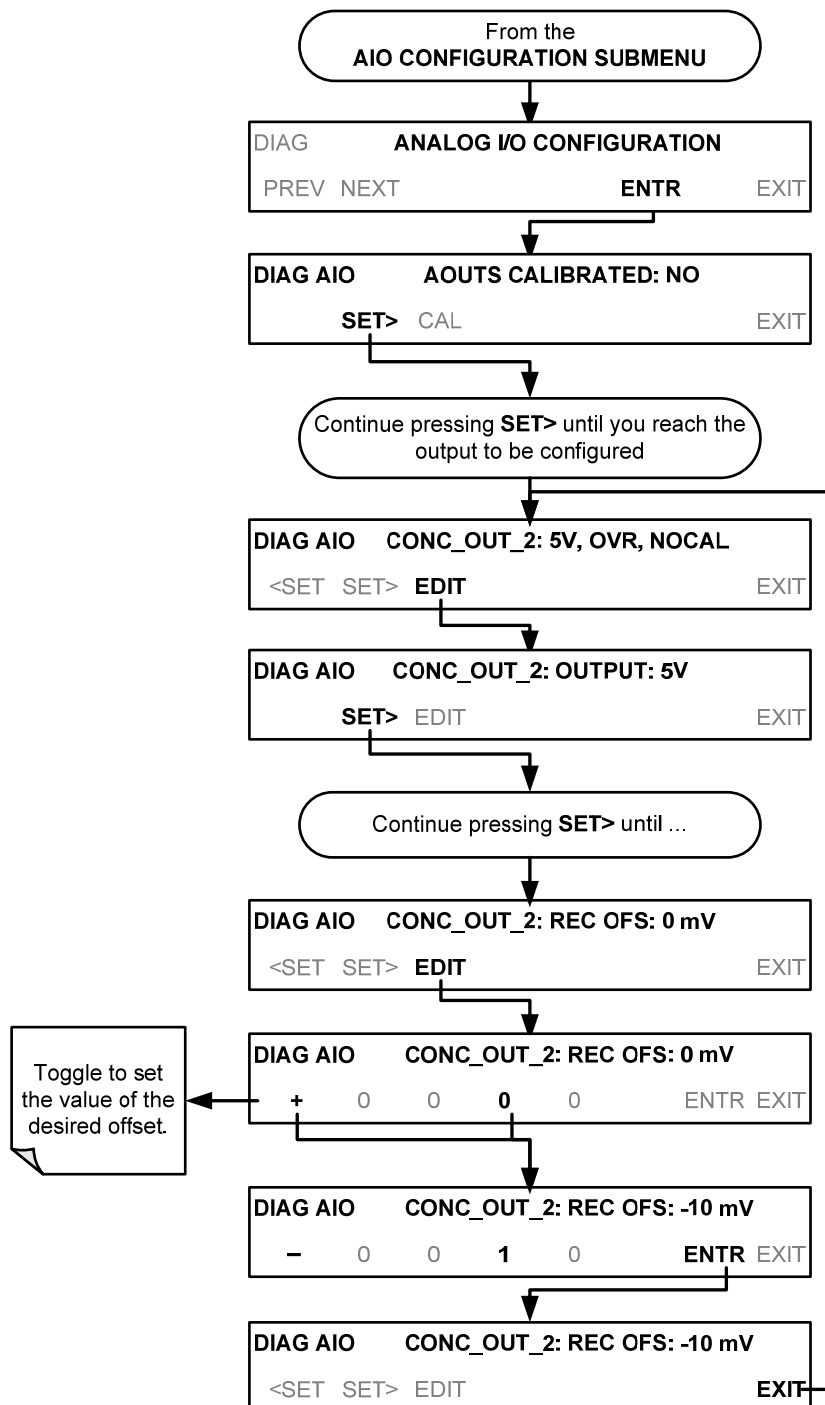 From the
AIO CONFIGURATION SUBMENU
DIAG ANALOG I/O CONFIGURATION
PREV NEXT ENTR EXIT
DIAG AIO AOUTS CALIBRATED: NO
SET> CAL EXIT
Continue pressing SET> until you reach the
output to be configured
DIAG AIO CONC_OUT_2: 5V, OVR, NOCAL
<SET SET> EDIT EXIT
DIAG AIO CONC_OUT_2: OUTPUT: 5V
SET> EDIT EXIT
Continue pressing SET> until ...
DIAG AIO CONC_OUT_2: REC OFS: 0 mV
<SET SET> EDIT EXIT
Toggle to set
the value of the
desired offset.
DIAG AIO CONC_OUT_2: REC OFS: 0 mV
+ 0 0 0 0 ENTR EXIT
DIAG AIO CONC_OUT_2: REC OFS: -10 mV
– 0 0 1 0 ENTR EXIT
DIAG AIO CONC_OUT_2: REC OFS: -10 mV
<SET SET> EDIT EXIT